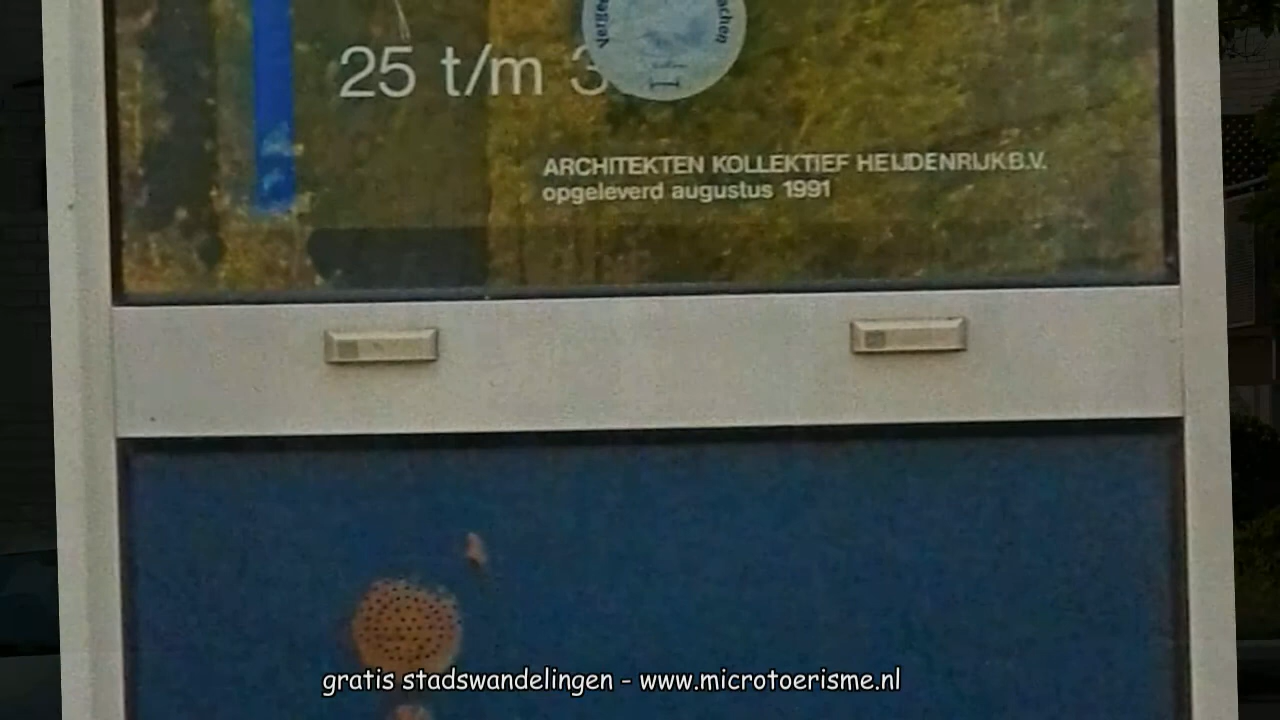 25 t/m 3
ARCHITEKTEN KOLLEKTIEF HEIJDENRIJK B.V.
opgeleverd augustus 1991
gratis stadswandelingen - www.microtoerisme.nl